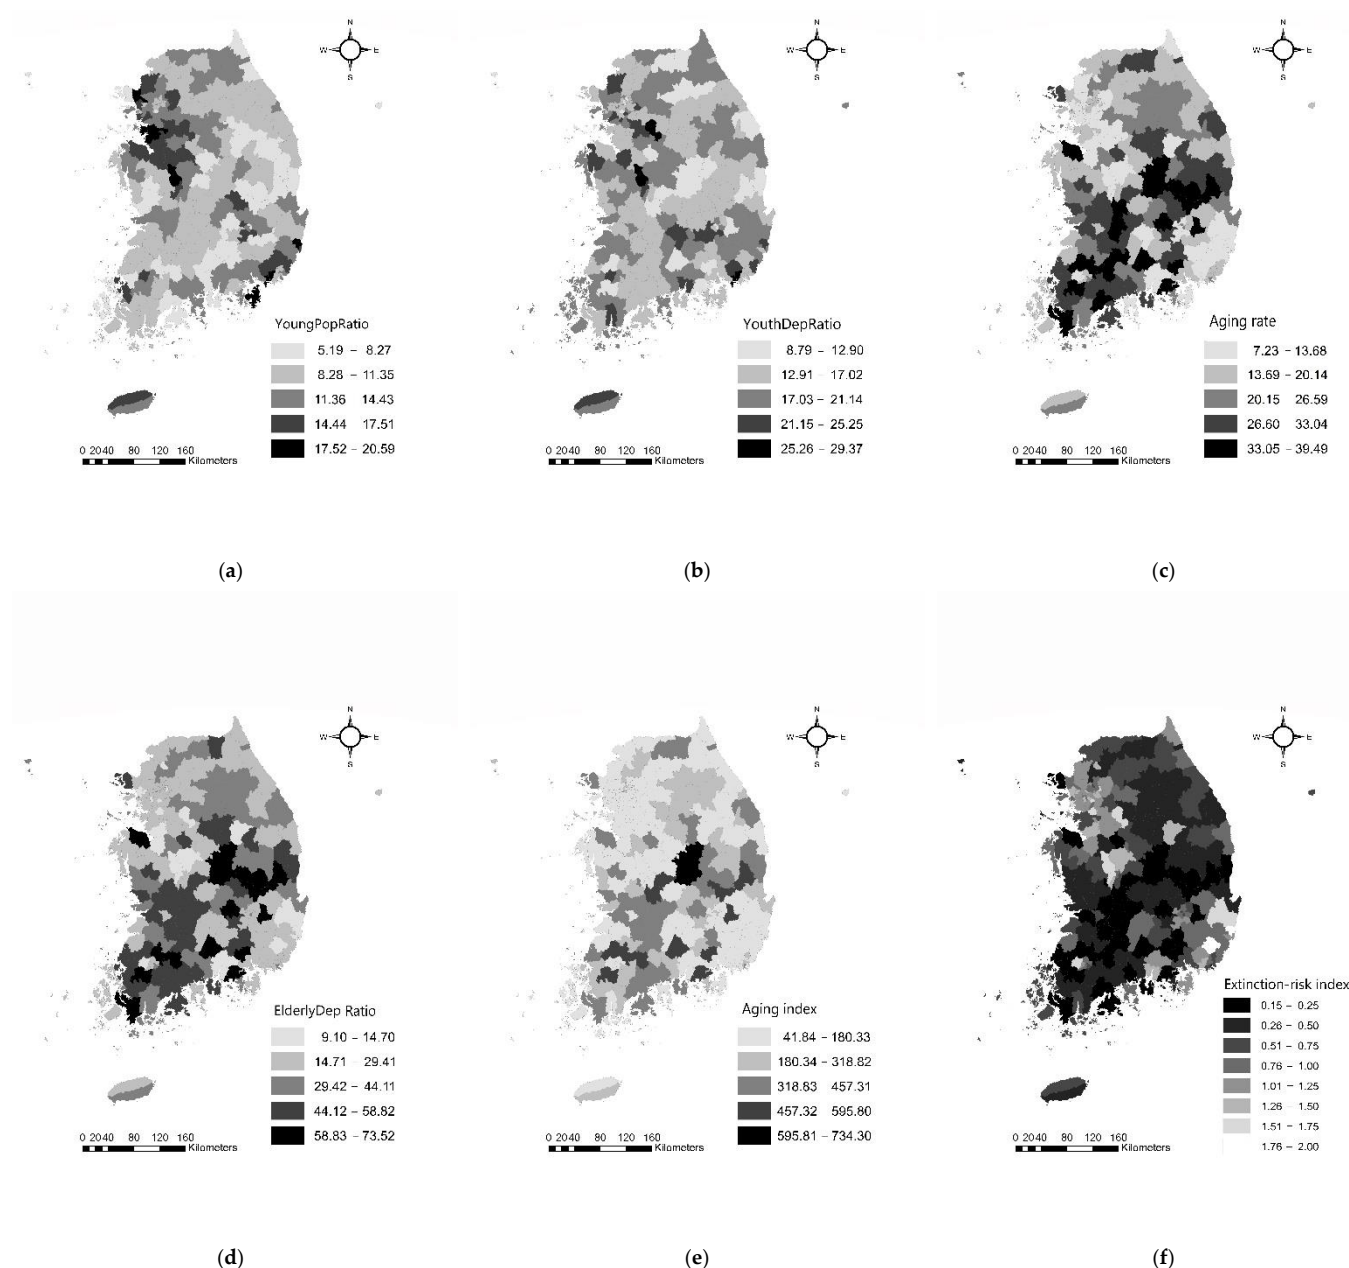 N
W E
S
YoungPopRatio
5.19 – 8.27
8.28 – 11.35
11.36 14.43
14.44 17.51
17.52 – 20.59
0 2040 80 120 160
Kilometers
(a)
N
W E
S
YouthDepRatio
8.79 – 12.90
12.91 – 17.02
17.03 – 21.14
21.15 – 25.25
25.26 – 29.37
0 2040 80 120 160
Kilometers
(b)
N
W E
S
Aging rate
7.23 – 13.68
13.69 – 20.14
20.15 – 26.59
26.60 – 33.04
33.05 – 39.49
0 2040 80 120 160
Kilometers
(c)
N
W E
S
ElderlyDep Ratio
9.10 – 14.70
14.71 – 29.41
29.42 – 44.11
44.12 – 58.82
58.83 – 73.52
0 2040 80 120 160
Kilometers
(d)
N
W E
S
Aging index
41.84 – 180.33
180.34 – 318.82
318.83 457.31
457.32 – 595.80
595.81 – 734.30
0 2040 80 120 160
Kilometers
(e)
N
W E
S
Extinction-risk index
0.15 – 0.25
0.26 – 0.50
0.51 – 0.75
0.76 – 1.00
1.01 – 1.25
1.26 – 1.50
1.51 – 1.75
1.76 – 2.00
0 2040 80 120 160
Kilometers
(f)